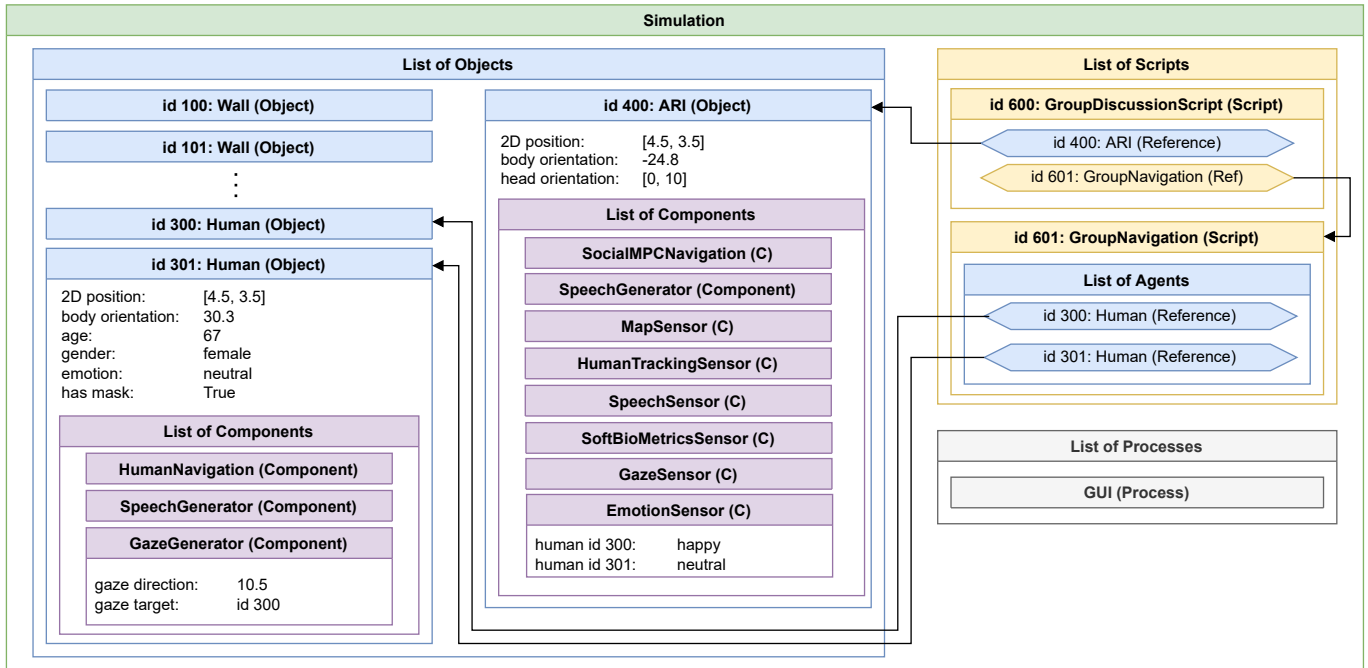 Simulation
List of Objects
id 100: Wall (Object)
id 101: Wall (Object)
id 300: Human (Object)
id 301: Human (Object)
2D position: [4.5, 3.5]
body orientation: 30.3
age: 67
gender: female
emotion: neutral
has mask: True
List of Components
HumanNavigation (Component)
SpeechGenerator (Component)
GazeGenerator (Component)
gaze direction: 10.5
gaze target: id 300
id 400: ARI (Object)
2D position: [4.5, 3.5]
body orientation: -24.8
head orientation: [0, 10]
List of Components
SocialMPCNavigation (C)
SpeechGenerator (Component)
MapSensor (C)
HumanTrackingSensor (C)
SpeechSensor (C)
SoftBioMetricsSensor (C)
GazeSensor (C)
EmotionSensor (C)
human id 300: happy
human id 301: neutral
List of Scripts
id 600: GroupDiscussionScript (Script)
id 400: ARI (Reference)
id 601: GroupNavigation (Ref)
id 601: GroupNavigation (Script)
List of Agents
id 300: Human (Reference)
id 301: Human (Reference)
List of Processes
GUI (Process)